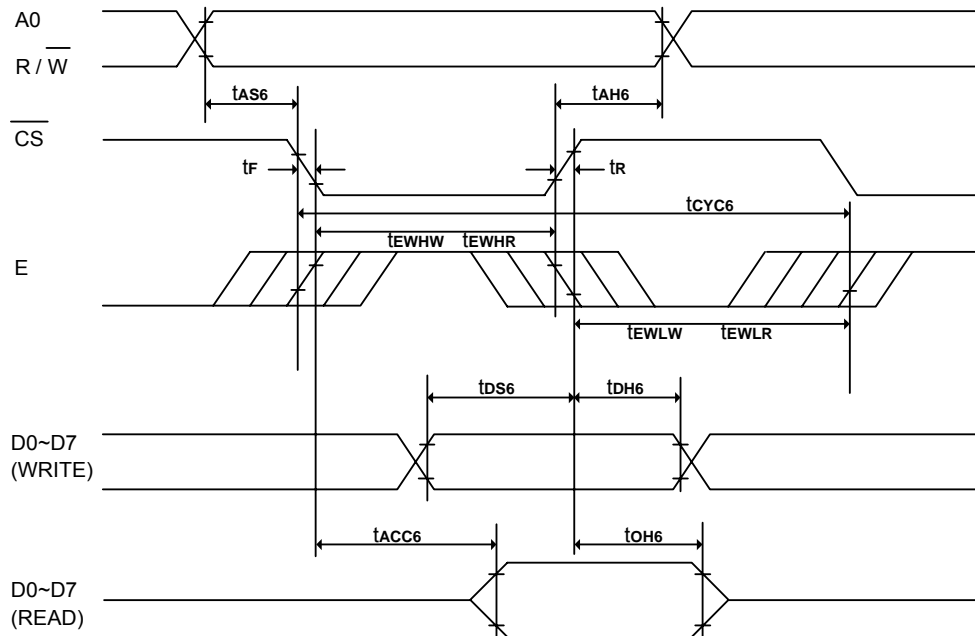 A0
R / W
tAS6 tAH6
CS
tF tR
tCYC6
tEWHW tEWHR
E
tEWLW tEWLR
tDS6 tDH6
D0~D7
(WRITE)
tACC6 tOH6
D0~D7
(READ)